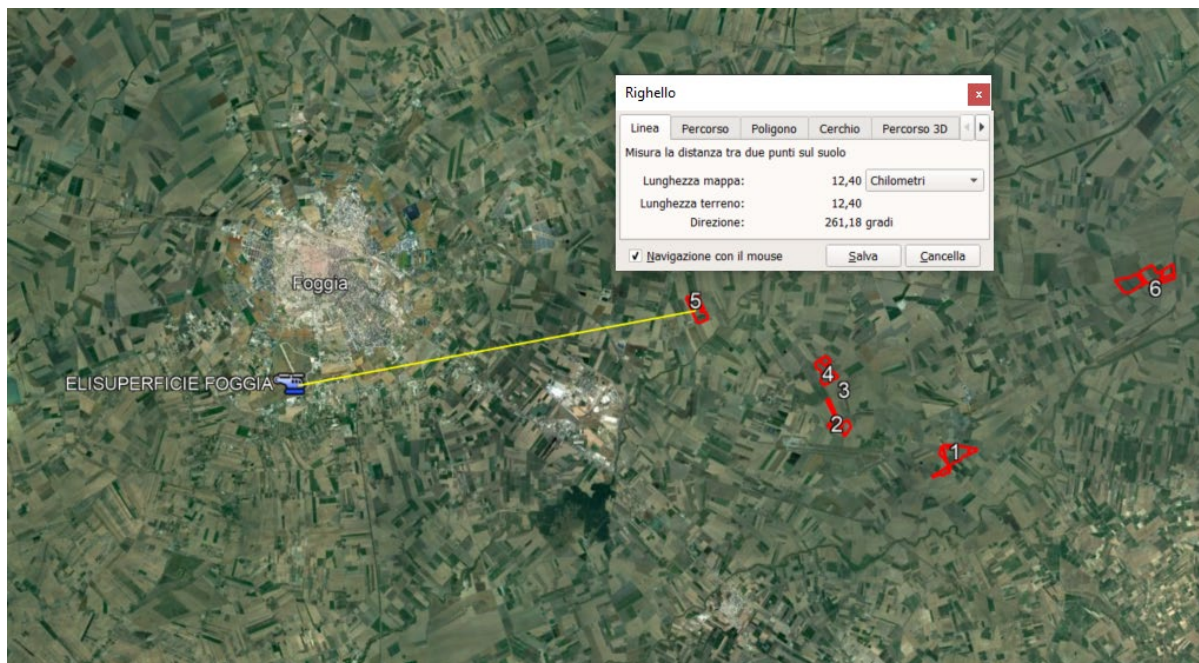 Righello
x
Linea Percorso Poligono Cerchio Percorso 3D
Misura la distanza tra due punti sul suolo
Lunghezza mappa: 12,40 Chilometri
Lunghezza terreno: 12,40
Direzione: 261,18 gradi
Navigazione con il mouse Salva Cancella
Foggia
6
5
ELISUPERFICIE FOGGIA
4
3
2
1